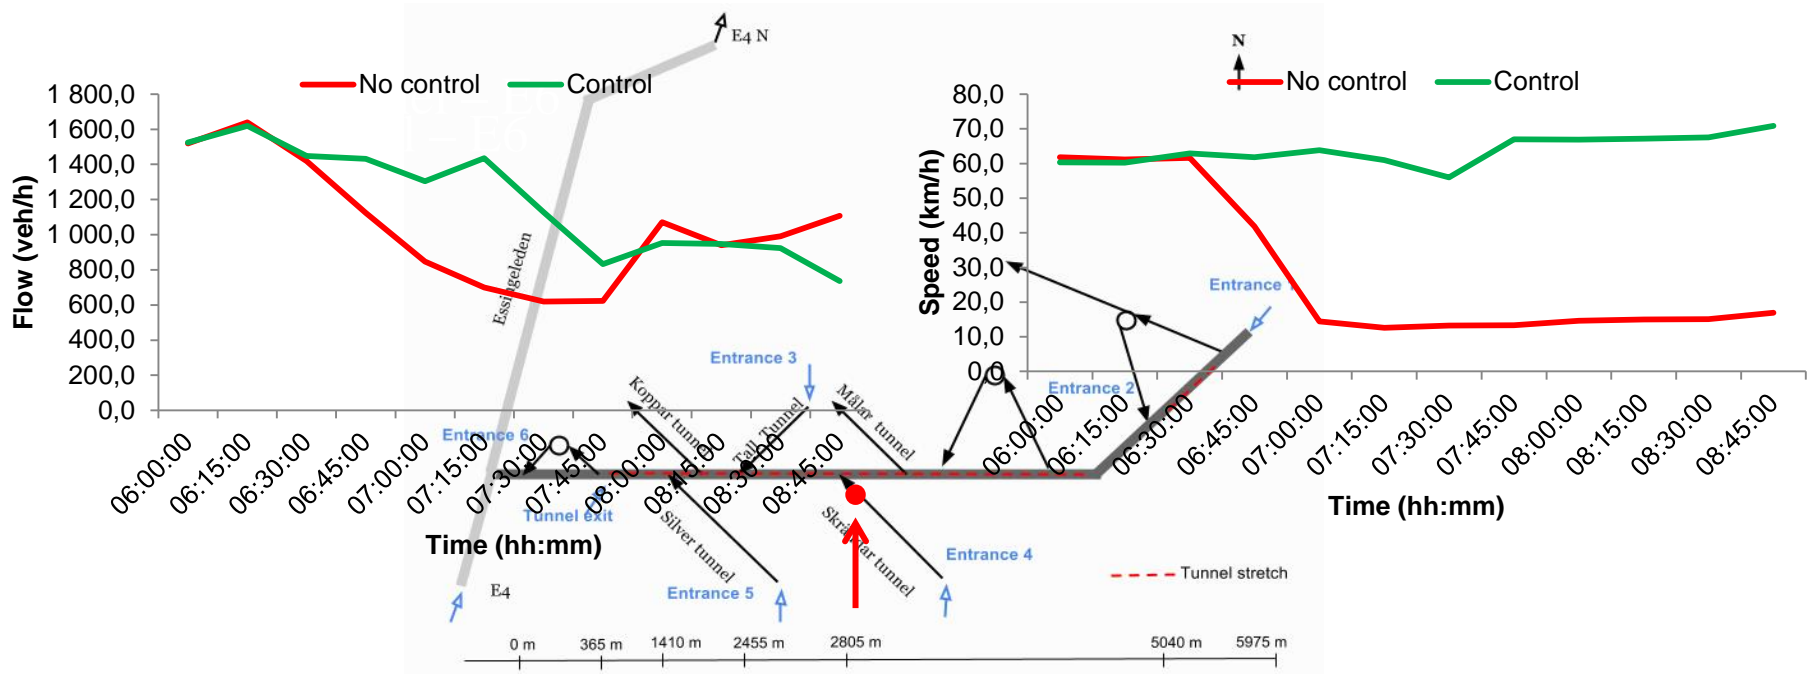 E4 N
N
No control
Control
No control
Control
1 800,0
1 600,0
1 400,0
1 200,0
1 000,0
800,0
600,0
400,0
200,0
0,0
Flow (veh/h)
– E6
80,0
70,0
60,0
50,0
40,0
30,0
20,0
10,0
0,0
Speed (km/h)
Essingeleden
Entrance
Entrance 3
Entrance 2
Koppar tunnel
Tall Tunnel
Mälar tunnel
Entrance 6
06:00:00
06:15:00
06:30:00
06:45:00
07:00:00
07:15:00
07:30:00
07:45:00
08:00:00
08:15:00
08:30:00
08:45:00
06:00:00
06:15:00
06:30:00
06:45:00
07:00:00
07:15:00
07:30:00
07:45:00
08:00:00
08:15:00
08:30:00
08:45:00
Time (hh:mm)
Time (hh:mm)
Tunnel exit
Silver tunnel
tunnel
Entrance 4
Tunnel stretch
E4
Entrance 5
0 m
365 m
1410 m
2455 m
2805 m
5040 m
5975 m